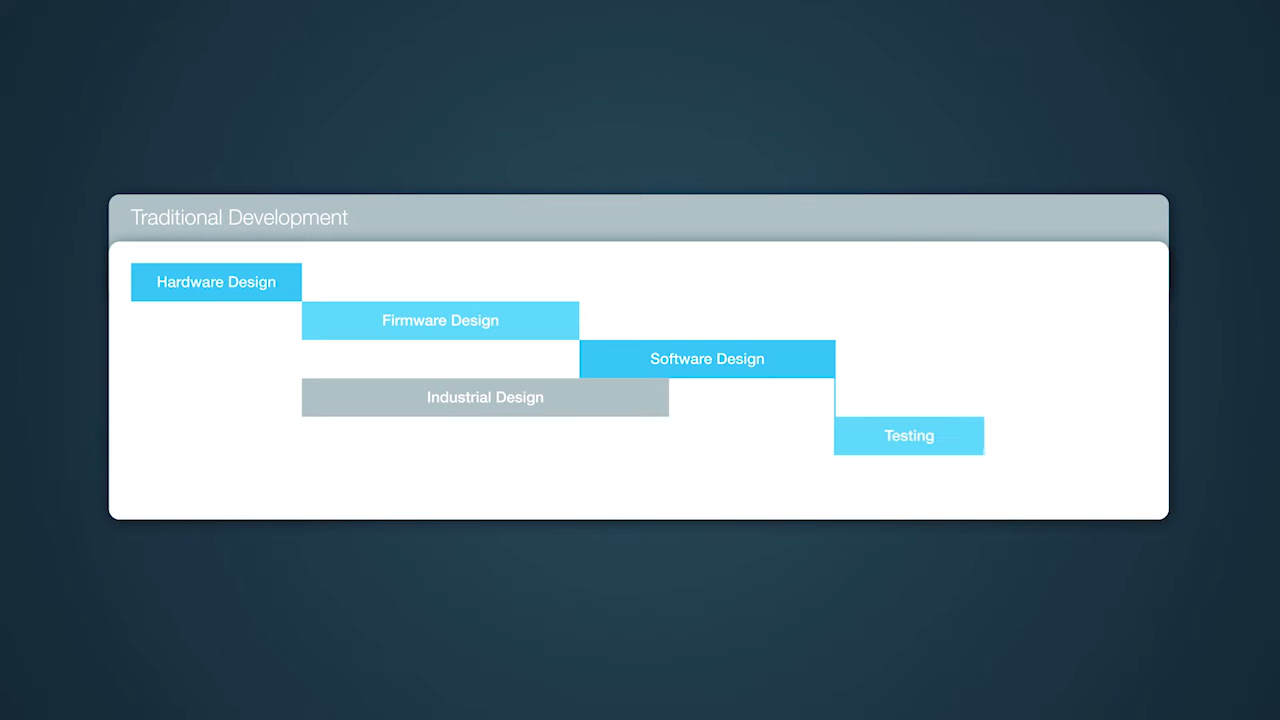 Traditional Development
Hardware Design
Firmware Design
Software Design
Industrial Design
Testing